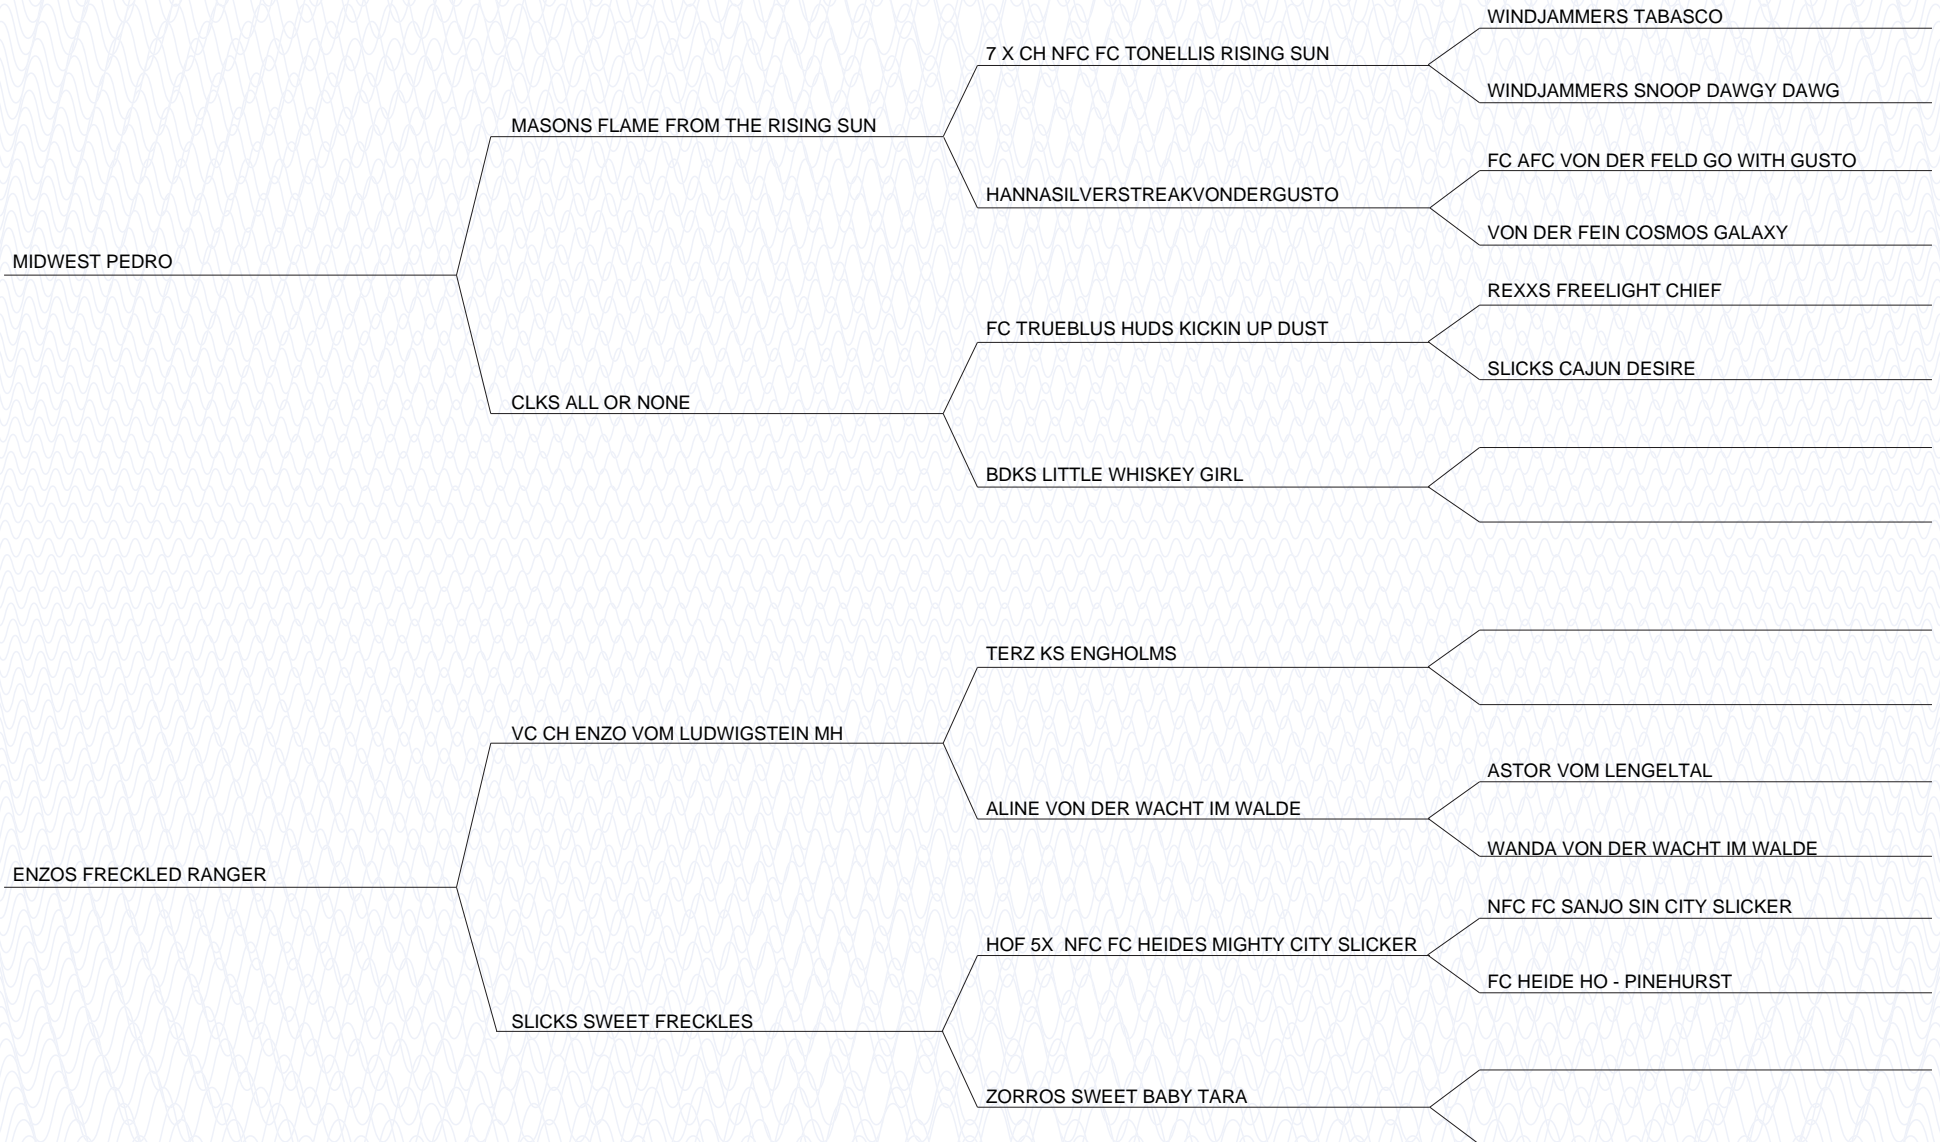 WINDJAMMERS TABASCO
7 X CH NFC FC TONELLIS RISING SUN
WINDJAMMERS SNOOP DAWGY DAWG
MASONS FLAME FROM THE RISING SUN
FC AFC VON DER FELD GO WITH GUSTO
HANNASILVERSTREAKVONDERGUSTO
VON DER FEIN COSMOS GALAXY
MIDWEST PEDRO
REXXS FREELIGHT CHIEF
FC TRUEBLUS HUDS KICKIN UP DUST
SLICKS CAJUN DESIRE
CLKS ALL OR NONE
BDKS LITTLE WHISKEY GIRL
TERZ KS ENGHOLMS
VC CH ENZO VOM LUDWIGSTEIN MH
ASTOR VOM LENGELTAL
ALINE VON DER WACHT IM WALDE
WANDA VON DER WACHT IM WALDE
ENZOS FRECKLED RANGER
NFC FC SANJO SIN CITY SLICKER
HOF 5X  NFC FC HEIDES MIGHTY CITY SLICKER
FC HEIDE HO - PINEHURST
SLICKS SWEET FRECKLES
ZORROS SWEET BABY TARA